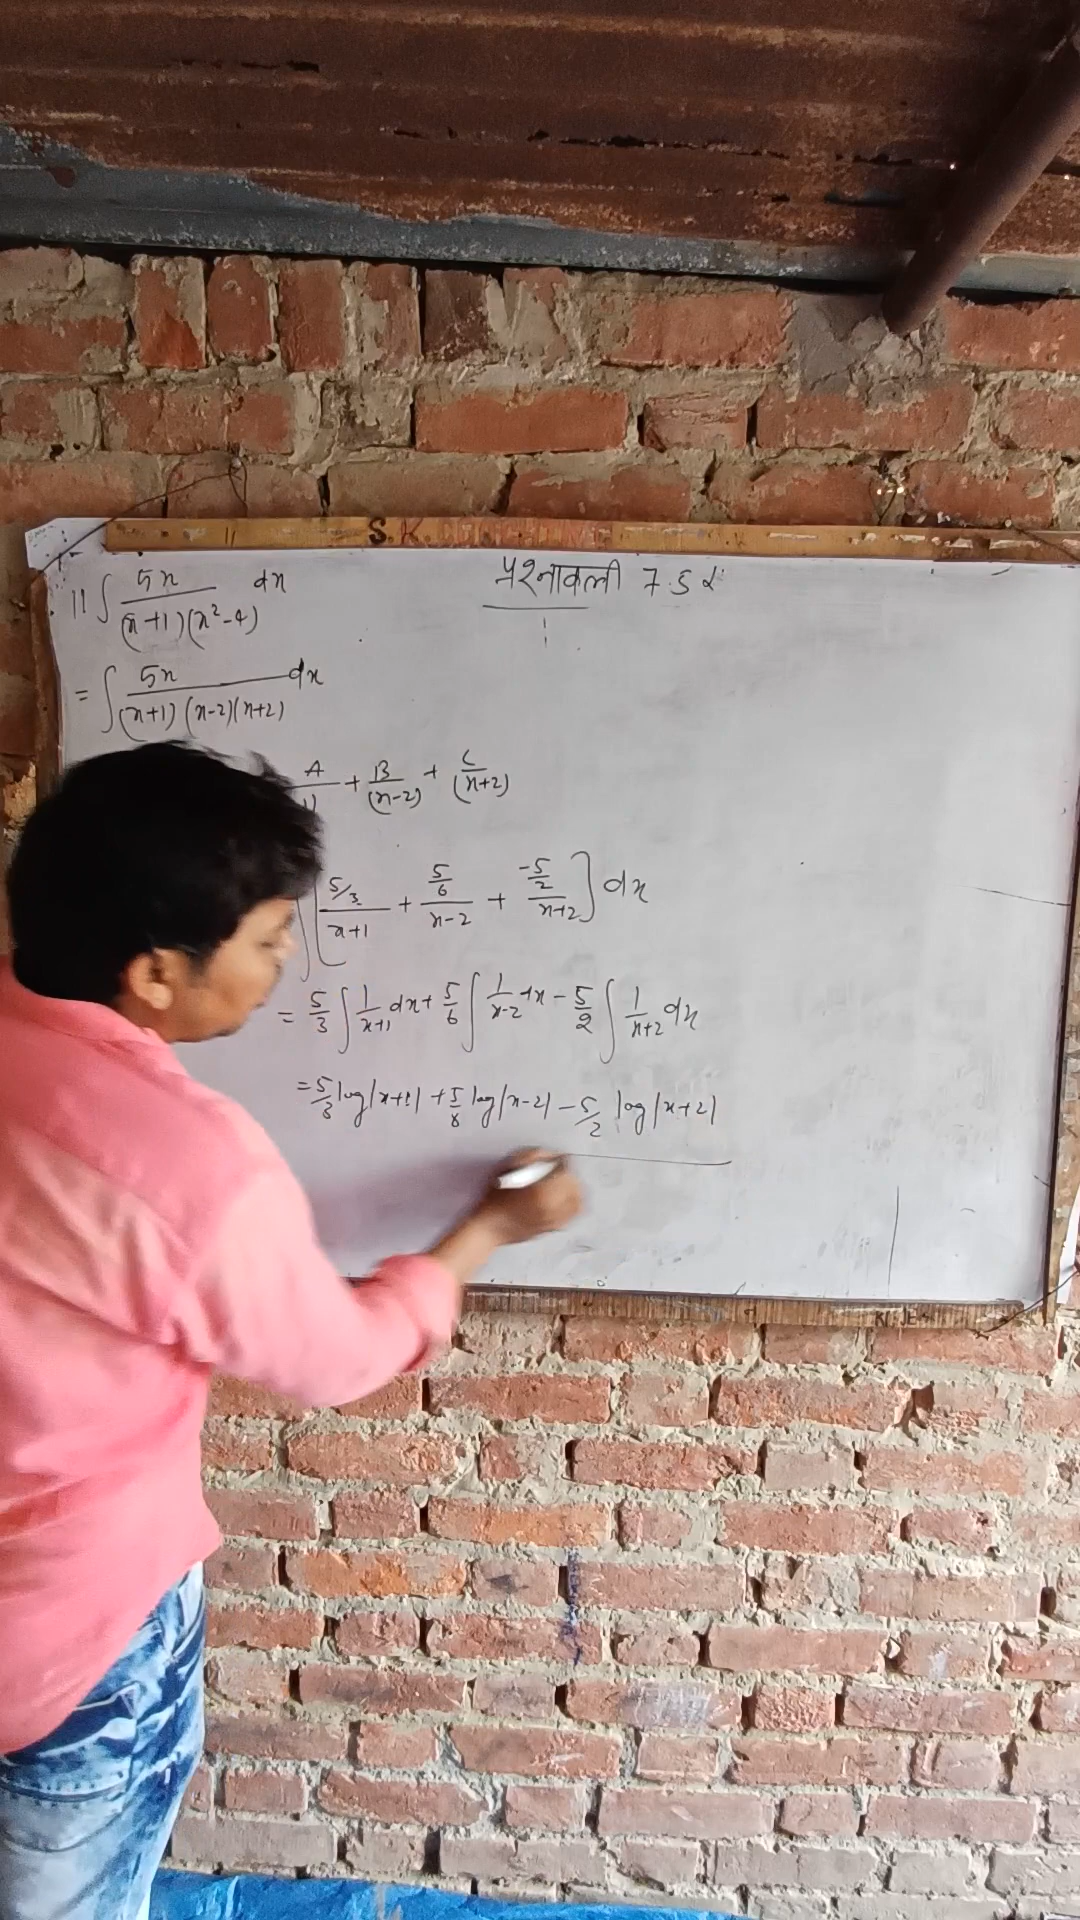 S. K.
प्रश्नावली 7.5
11 ∫ 5x / (x+1)(x²-4) dx
= ∫ 5x / (x+1)(x-2)(x+2) dx
A + B/(x-2) + C/(x+2)
∫[ 5/3 / x+1 + 5/6 / x-2 + -5/2 / x+2 ] dx
= 5/3 ∫ 1/x+1 dx + 5/6 ∫ 1/x-2 dx - 5/2 ∫ 1/x+2 dx
= 5/3 log|x+1| + 5/6 log|x-2| - 5/2 log|x+2|